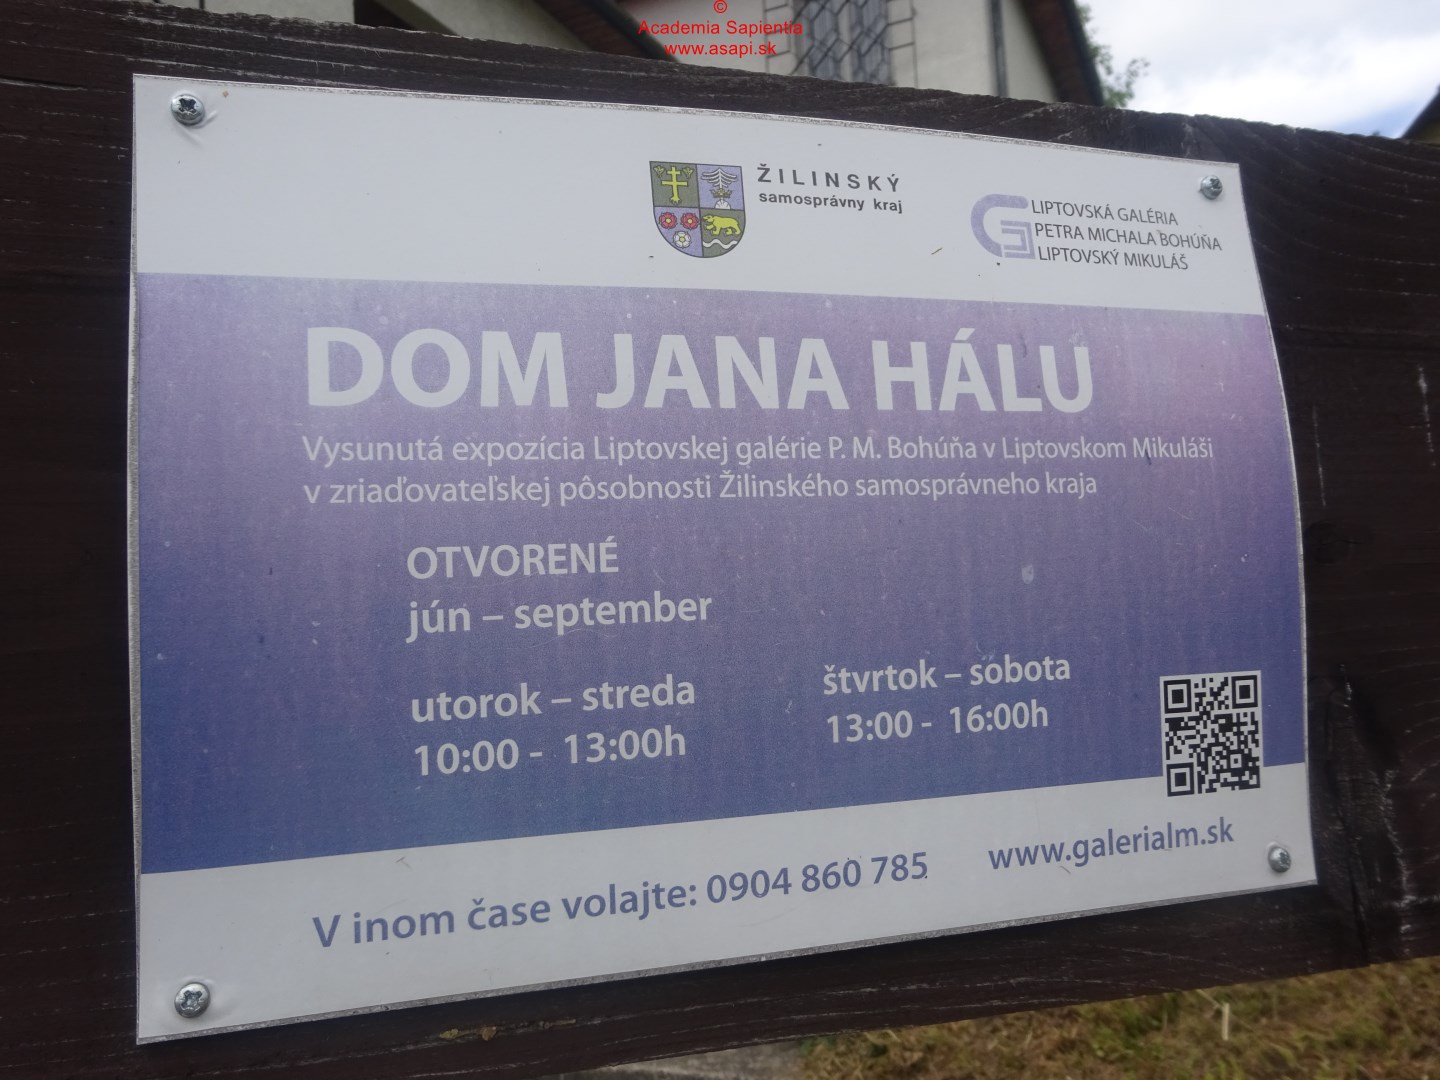 ©
Academia Sapientia
www.asapi.sk
ŽILINSKÝ
samosprávny kraj
LIPTOVSKÁ GALÉRIA
PETRA MICHALA BOHÚŇA
LIPTOVSKÝ MIKULÁŠ
DOM JANA HÁLU
Vysunutá expozícia Liptovskej galérie P. M. Bohúňa v Liptovskom Mikuláši
v zriaďovateľskej pôsobnosti Žilinského samosprávneho kraja
OTVORENÉ
jún – september
utorok – streda
10:00 - 13:00h
štvrtok – sobota
13:00 - 16:00h
V inom čase volajte: 0904 860 785
www.galerialm.sk